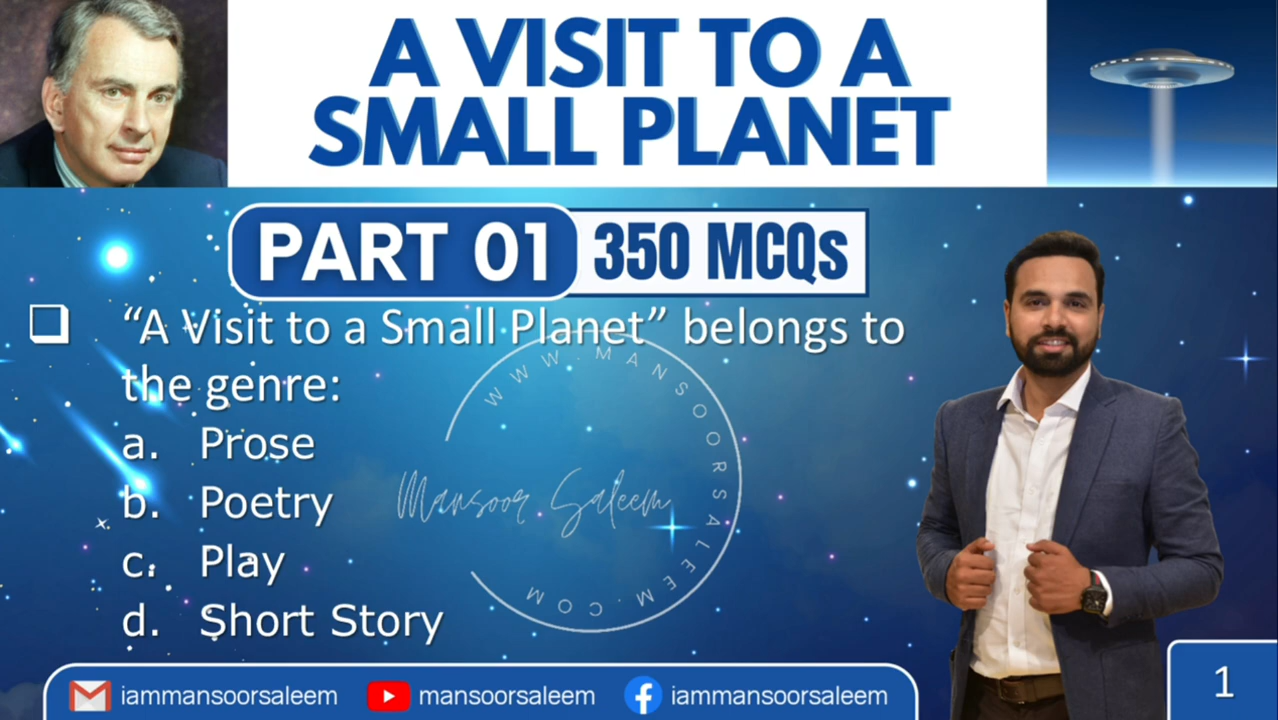 A VISIT TO A
SMALL PLANET
PART 01 350 MCQs
❑ “A Visit to a Small Planet” belongs to
the genre:
a. Prose
b. Poetry
c. Play
d. Short Story
WWW.MANSOORSALEEM.COM
Mansoor Saleem
iammansoorsaleem mansoorsaleem iammansoorsaleem
1